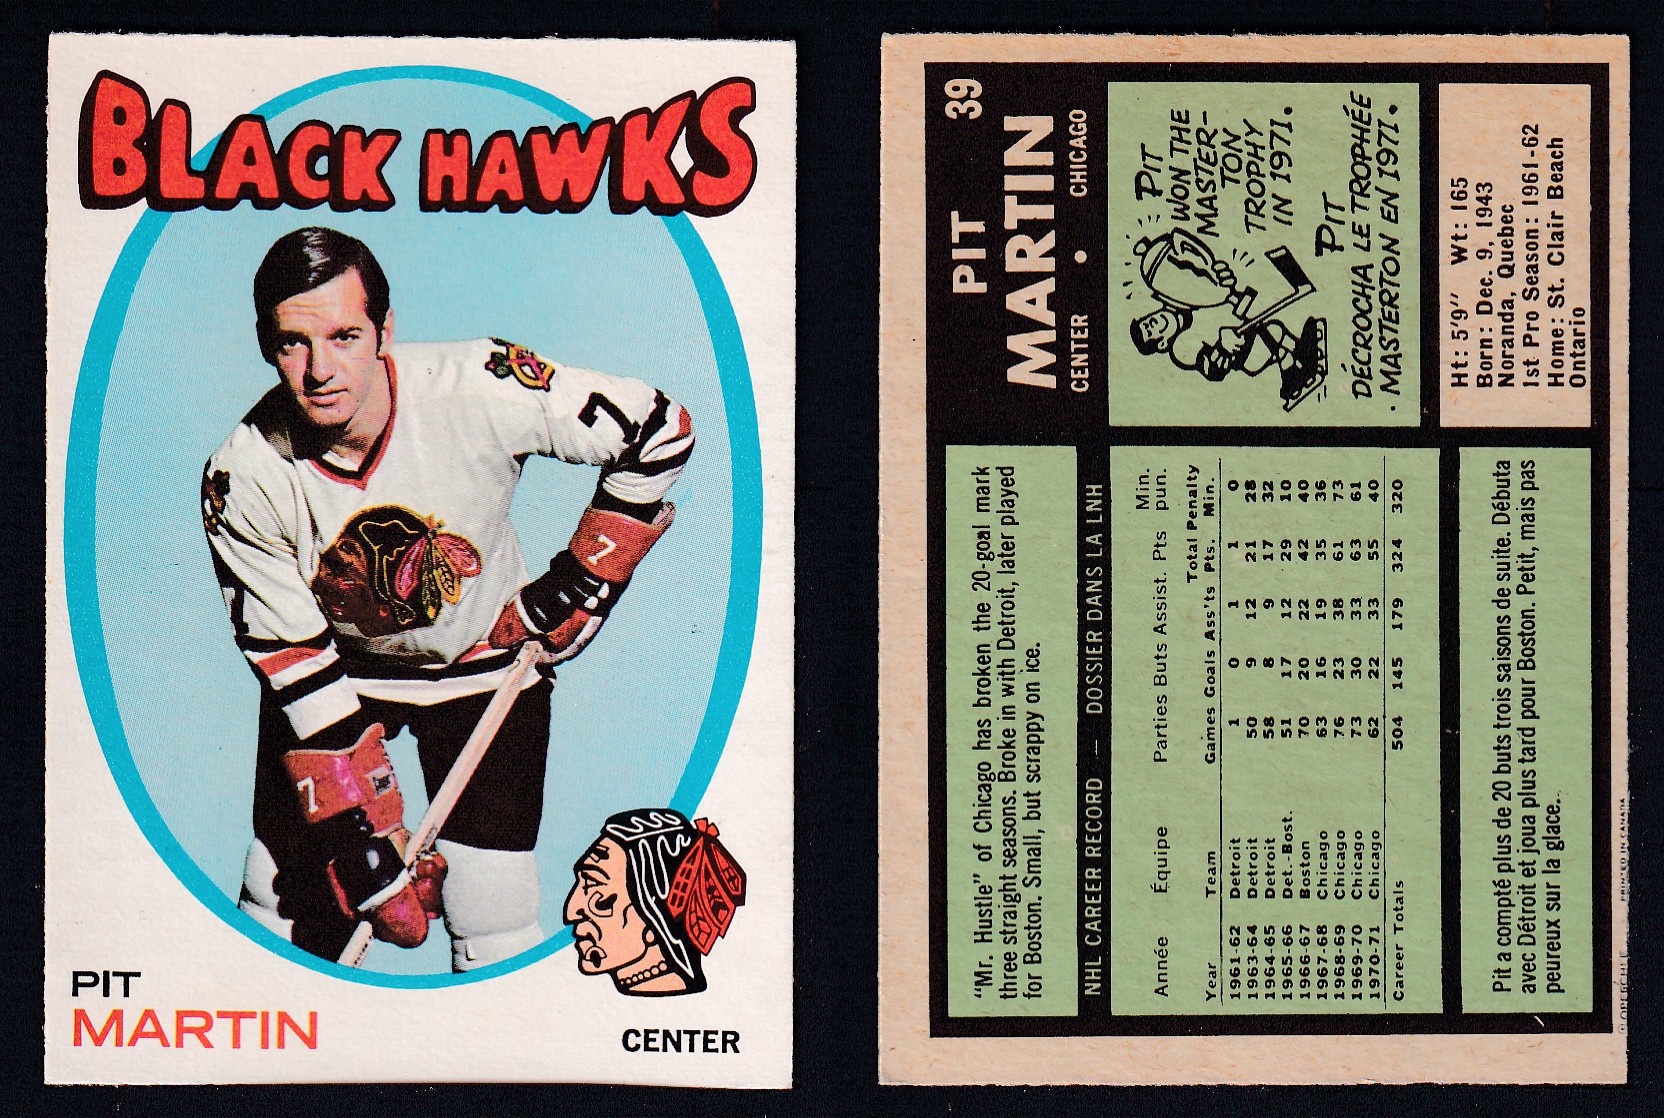 BLACK HAWKS
7
7
7
7
PIT
MARTIN
CENTER
39
PIT
MARTIN
CENTER • CHICAGO
PIT
WON THE
MASTER-
TON
TROPHY
IN 1971.
PIT
DÉCROCHA LE TROPHÉE
MASTERTON EN 1971.
Ht: 5'9" Wt: 165
Born: Dec. 9, 1943
Noranda, Quebec
1st Pro Season: 1961-62
Home: St. Clair Beach
Ontario
"Mr. Hustle" of Chicago has broken the 20-goal mark
three straight seasons. Broke in with Detroit, later played
for Boston. Small, but scrappy on ice.
NHL CAREER RECORD — DOSSIER DANS LA LNH
Année Équipe Parties Buts Assist. Pts Min. pun.
Year Team Games Goals Ass'ts Total Pts. Penalty Min.
1961-62 Detroit 1 0 1 1 0
1963-64 Detroit 50 9 12 21 28
1964-65 Detroit 58 8 9 17 32
1965-66 Det.-Bost. 51 17 12 29 10
1966-67 Boston 70 20 22 42 40
1967-68 Chicago 63 16 19 35 36
1968-69 Chicago 76 23 38 61 73
1969-70 Chicago 73 30 33 63 61
1970-71 Chicago 62 22 33 55 40
Career Totals 504 145 179 324 320
Pit a compté plus de 20 buts trois saisons de suite. Débuta
avec Détroit et joua plus tard pour Boston. Petit, mais pas
peureux sur la glace.
© O-PEE-CHEE PRINTED IN CANADA